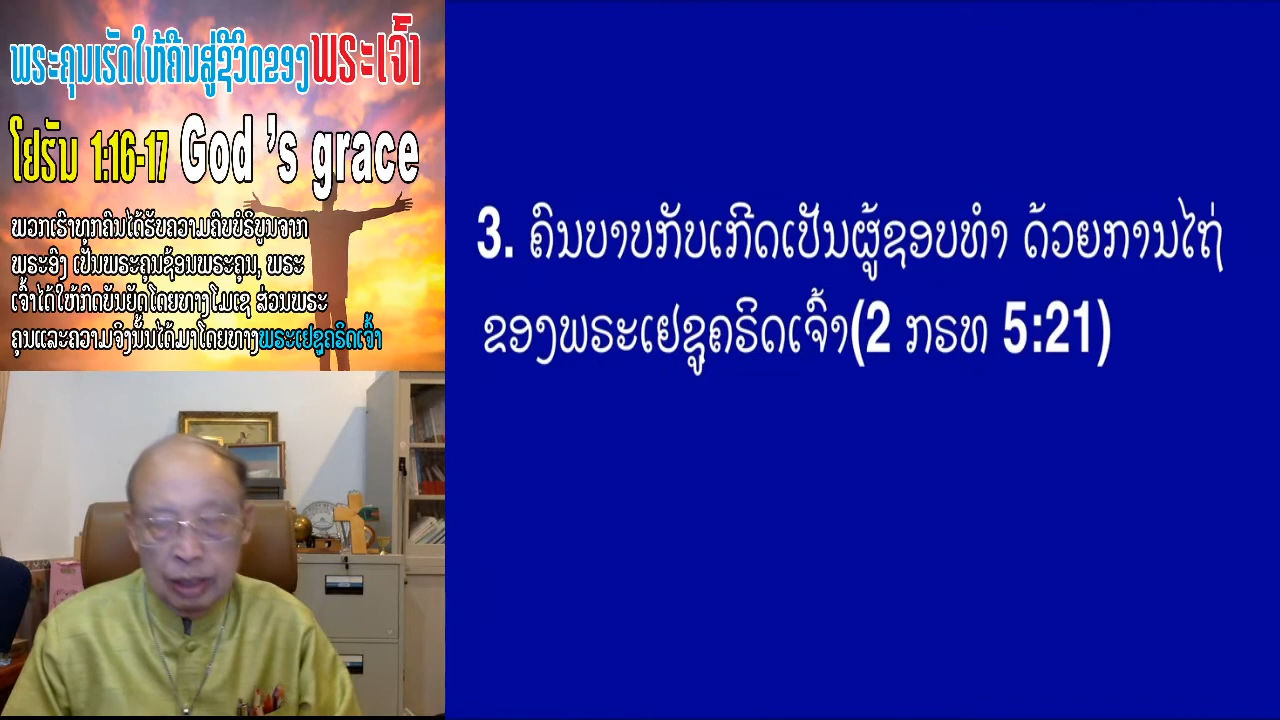 ພຣະຄຸນເຮັດໃຫ້ຄົນສູ່ຊີວິດຂອງພຣະເຈົ້າ
ໂຢຮັນ 1:16-17 God 's grace
ພວກເຮົາທຸກຄົນໄດ້ຮັບຄວາມຄົບບໍຣິບູນຈາກ
ພຣະອົງ ເປັນພຣະຄຸນຊ້ອນພຣະຄຸນ, ພຣະ
ເຈົ້າໄດ້ໃຫ້ກົດບັນຍັດໂດຍທາງໂມເຊ ສ່ວນພຣະ
ຄຸນແລະຄວາມຈິງນັ້ນໄດ້ມາໂດຍທາງພຣະເຢຊູຄຣິດເຈົ້າ
3. ຄົນບາບກັບເກີດເປັນຜູ້ຊອບທຳ ດ້ວຍການໄຖ່
ຂອງພຣະເຢຊູຄຣິດເຈົ້າ(2 ກຣທ 5:21)